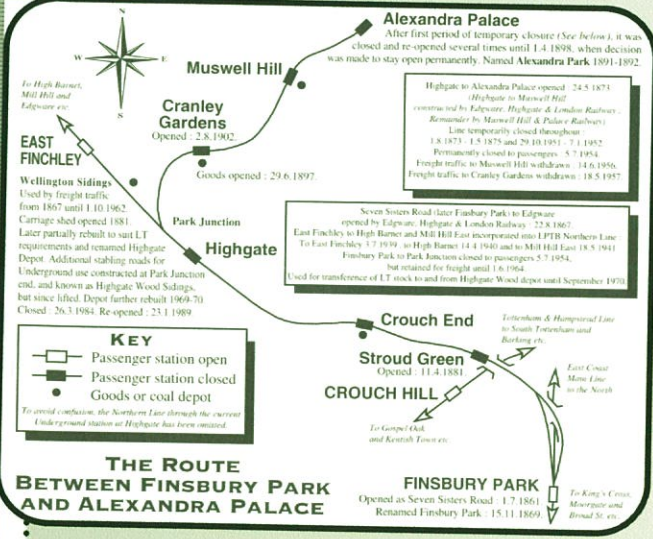 Alexandra Palace
After first period of temporary closure (See below), it was
closed and re-opened several times until 1.4.1898, when decision
was made to stay open permanently. Named Alexandra Park 1891-1892.
N
W E
S
Muswell Hill
To High Barnet,
Mill Hill and
Edgware etc.
Cranley
Gardens
Opened : 2.8.1902.
Goods opened : 29.6.1897.
Highgate to Alexandra Palace opened : 24.5.1873
(Highgate to Muswell Hill
constructed by Edgware, Highgate & London Railway.
Remainder by Muswell Hill & Palace Railway)
Line temporarily closed throughout :
1.8.1873 - 1.5.1875 and 29.10.1951 - 7.1.1952
Permanently closed to passengers : 5.7.1954.
Freight traffic to Muswell Hill withdrawn : 14.6.1956.
Freight traffic to Cranley Gardens withdrawn : 18.5.1957.
EAST
FINCHLEY
Wellington Sidings
Used by freight traffic
from 1867 until 1.10.1962.
Carriage shed opened 1881.
Later partially rebuilt to suit LT
requirements and renamed Highgate
Depot. Additional stabling roads for
Underground use constructed at Park Junction
end, and known as Highgate Wood Sidings,
but since lifted. Depot further rebuilt 1969-70
Closed : 26.3.1984. Re-opened : 23.1.1989
Park Junction
Highgate
Seven Sisters Road (later Finsbury Park) to Edgware
opened by Edgware, Highgate & London Railway : 22.8.1867.
East Finchley to High Barnet and Mill Hill East incorporated into LPTB Northern Line :
To East Finchley 3.7.1939, to High Barnet 14.4.1940 and to Mill Hill East 18.5.1941
Finsbury Park to Park Junction closed to passengers 5.7.1954,
but retained for freight until 1.6.1964.
Used for transference of LT stock to and from Highgate Wood depot until September 1970.
Crouch End
Tottenham & Hampstead Line
to South Tottenham and
Barking etc.
Stroud Green
Opened : 11.4.1881.
CROUCH HILL
To Gospel Oak
and Kentish Town etc.
East Coast
Main Line
to the North
KEY
Passenger station open
Passenger station closed
Goods or coal depot
To avoid confusion, the Northern Line through the current
Underground station at Highgate has been omitted.
THE ROUTE
BETWEEN FINSBURY PARK
AND ALEXANDRA PALACE
FINSBURY PARK
Opened as Seven Sisters Road : 1.7.1861
Renamed Finsbury Park : 15.11.1869.
To King's Cross,
Moorgate and
Broad St. etc.